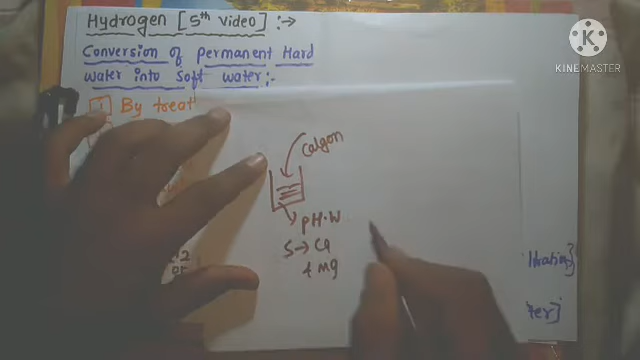 Hydrogen [5th video] :→
Conversion of permanent Hard
water into Soft water:-
1 By treat
Calgon
PH.W
S → Ca
+ mg
ter]
K
KINEMASTER